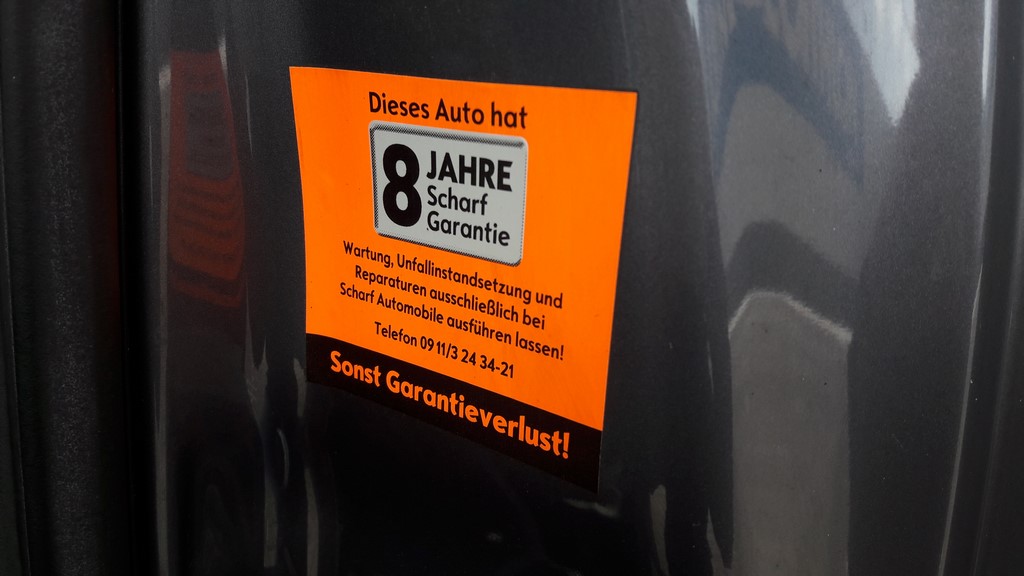 Dieses Auto hat
8 JAHRE
Scharf
Garantie
Wartung, Unfallinstandsetzung und
Reparaturen ausschließlich bei
Scharf Automobile ausführen lassen!
Telefon 09 11/3 24 34-21
Sonst Garantieverlust!